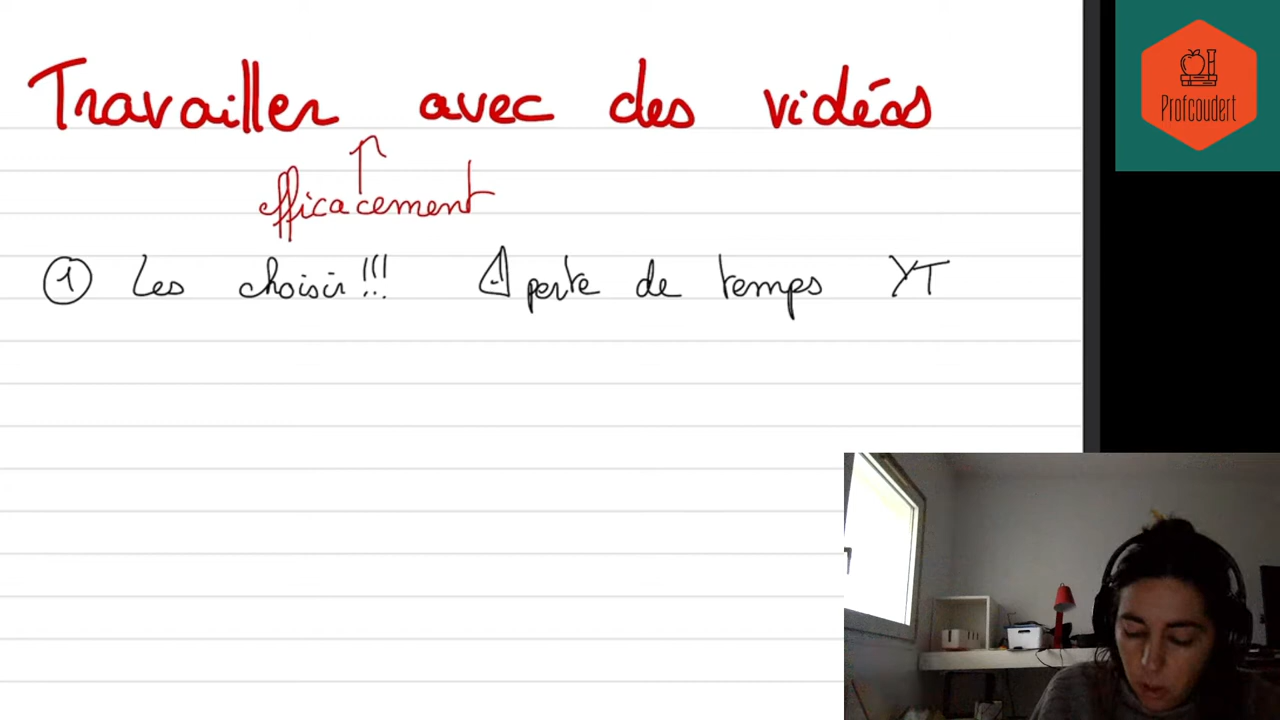 Travailler avec des vidéos
efficacement
1 Les choisir!!! ⚠ perte de temps YT
Profcoudert